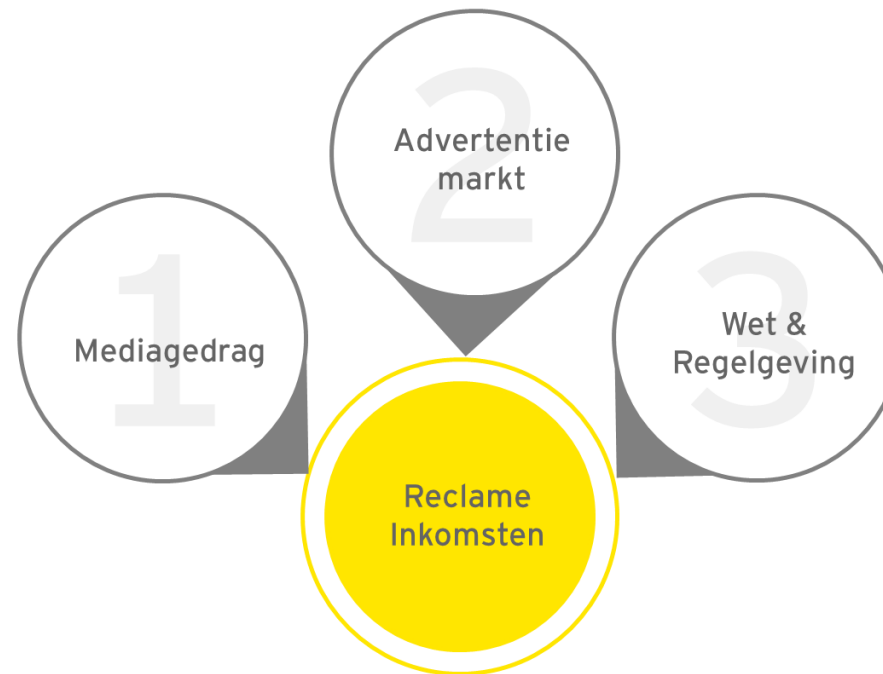 1
Mediagedrag
2
Advertentie
markt
3
Wet &
Regelgeving
Reclame
Inkomsten